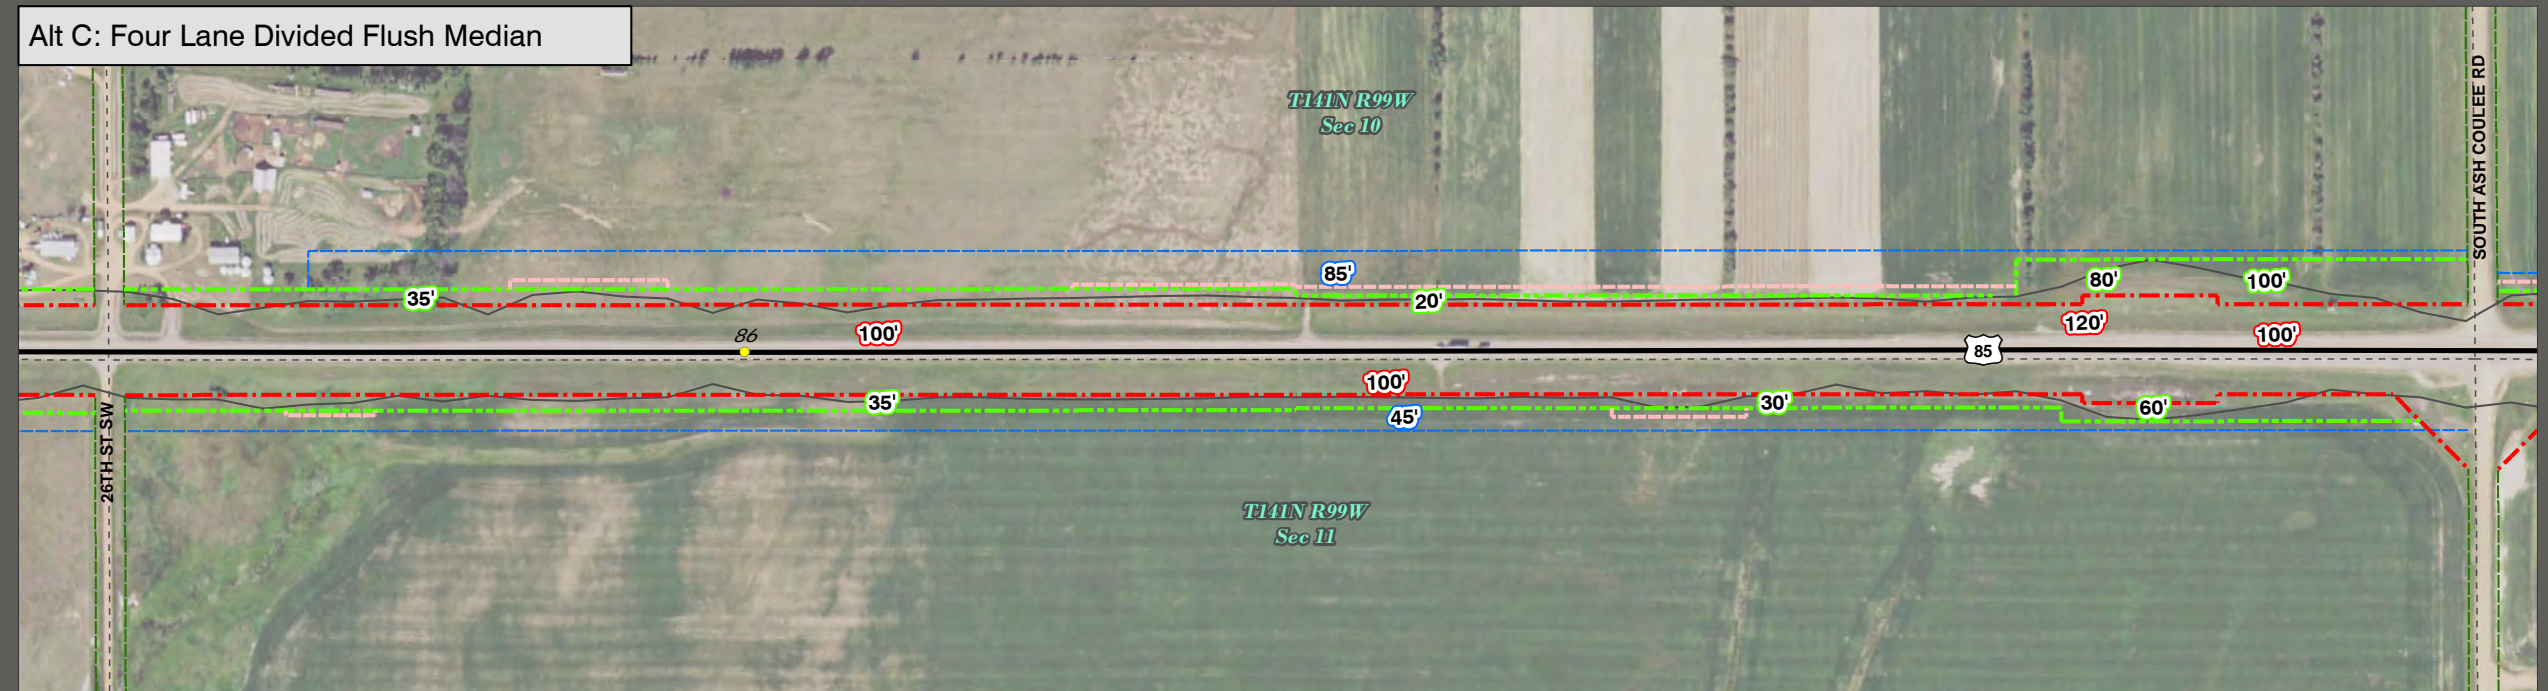 Alt C: Four Lane Divided Flush Median
SOUTH ASH COULEE RD
T141N R99W
Sec 10
85'
80'
100'
35'
20'
120'
100'
86
100'
85
100'
35'
30'
60'
45'
26TH ST SW
T141N R99W
Sec 11